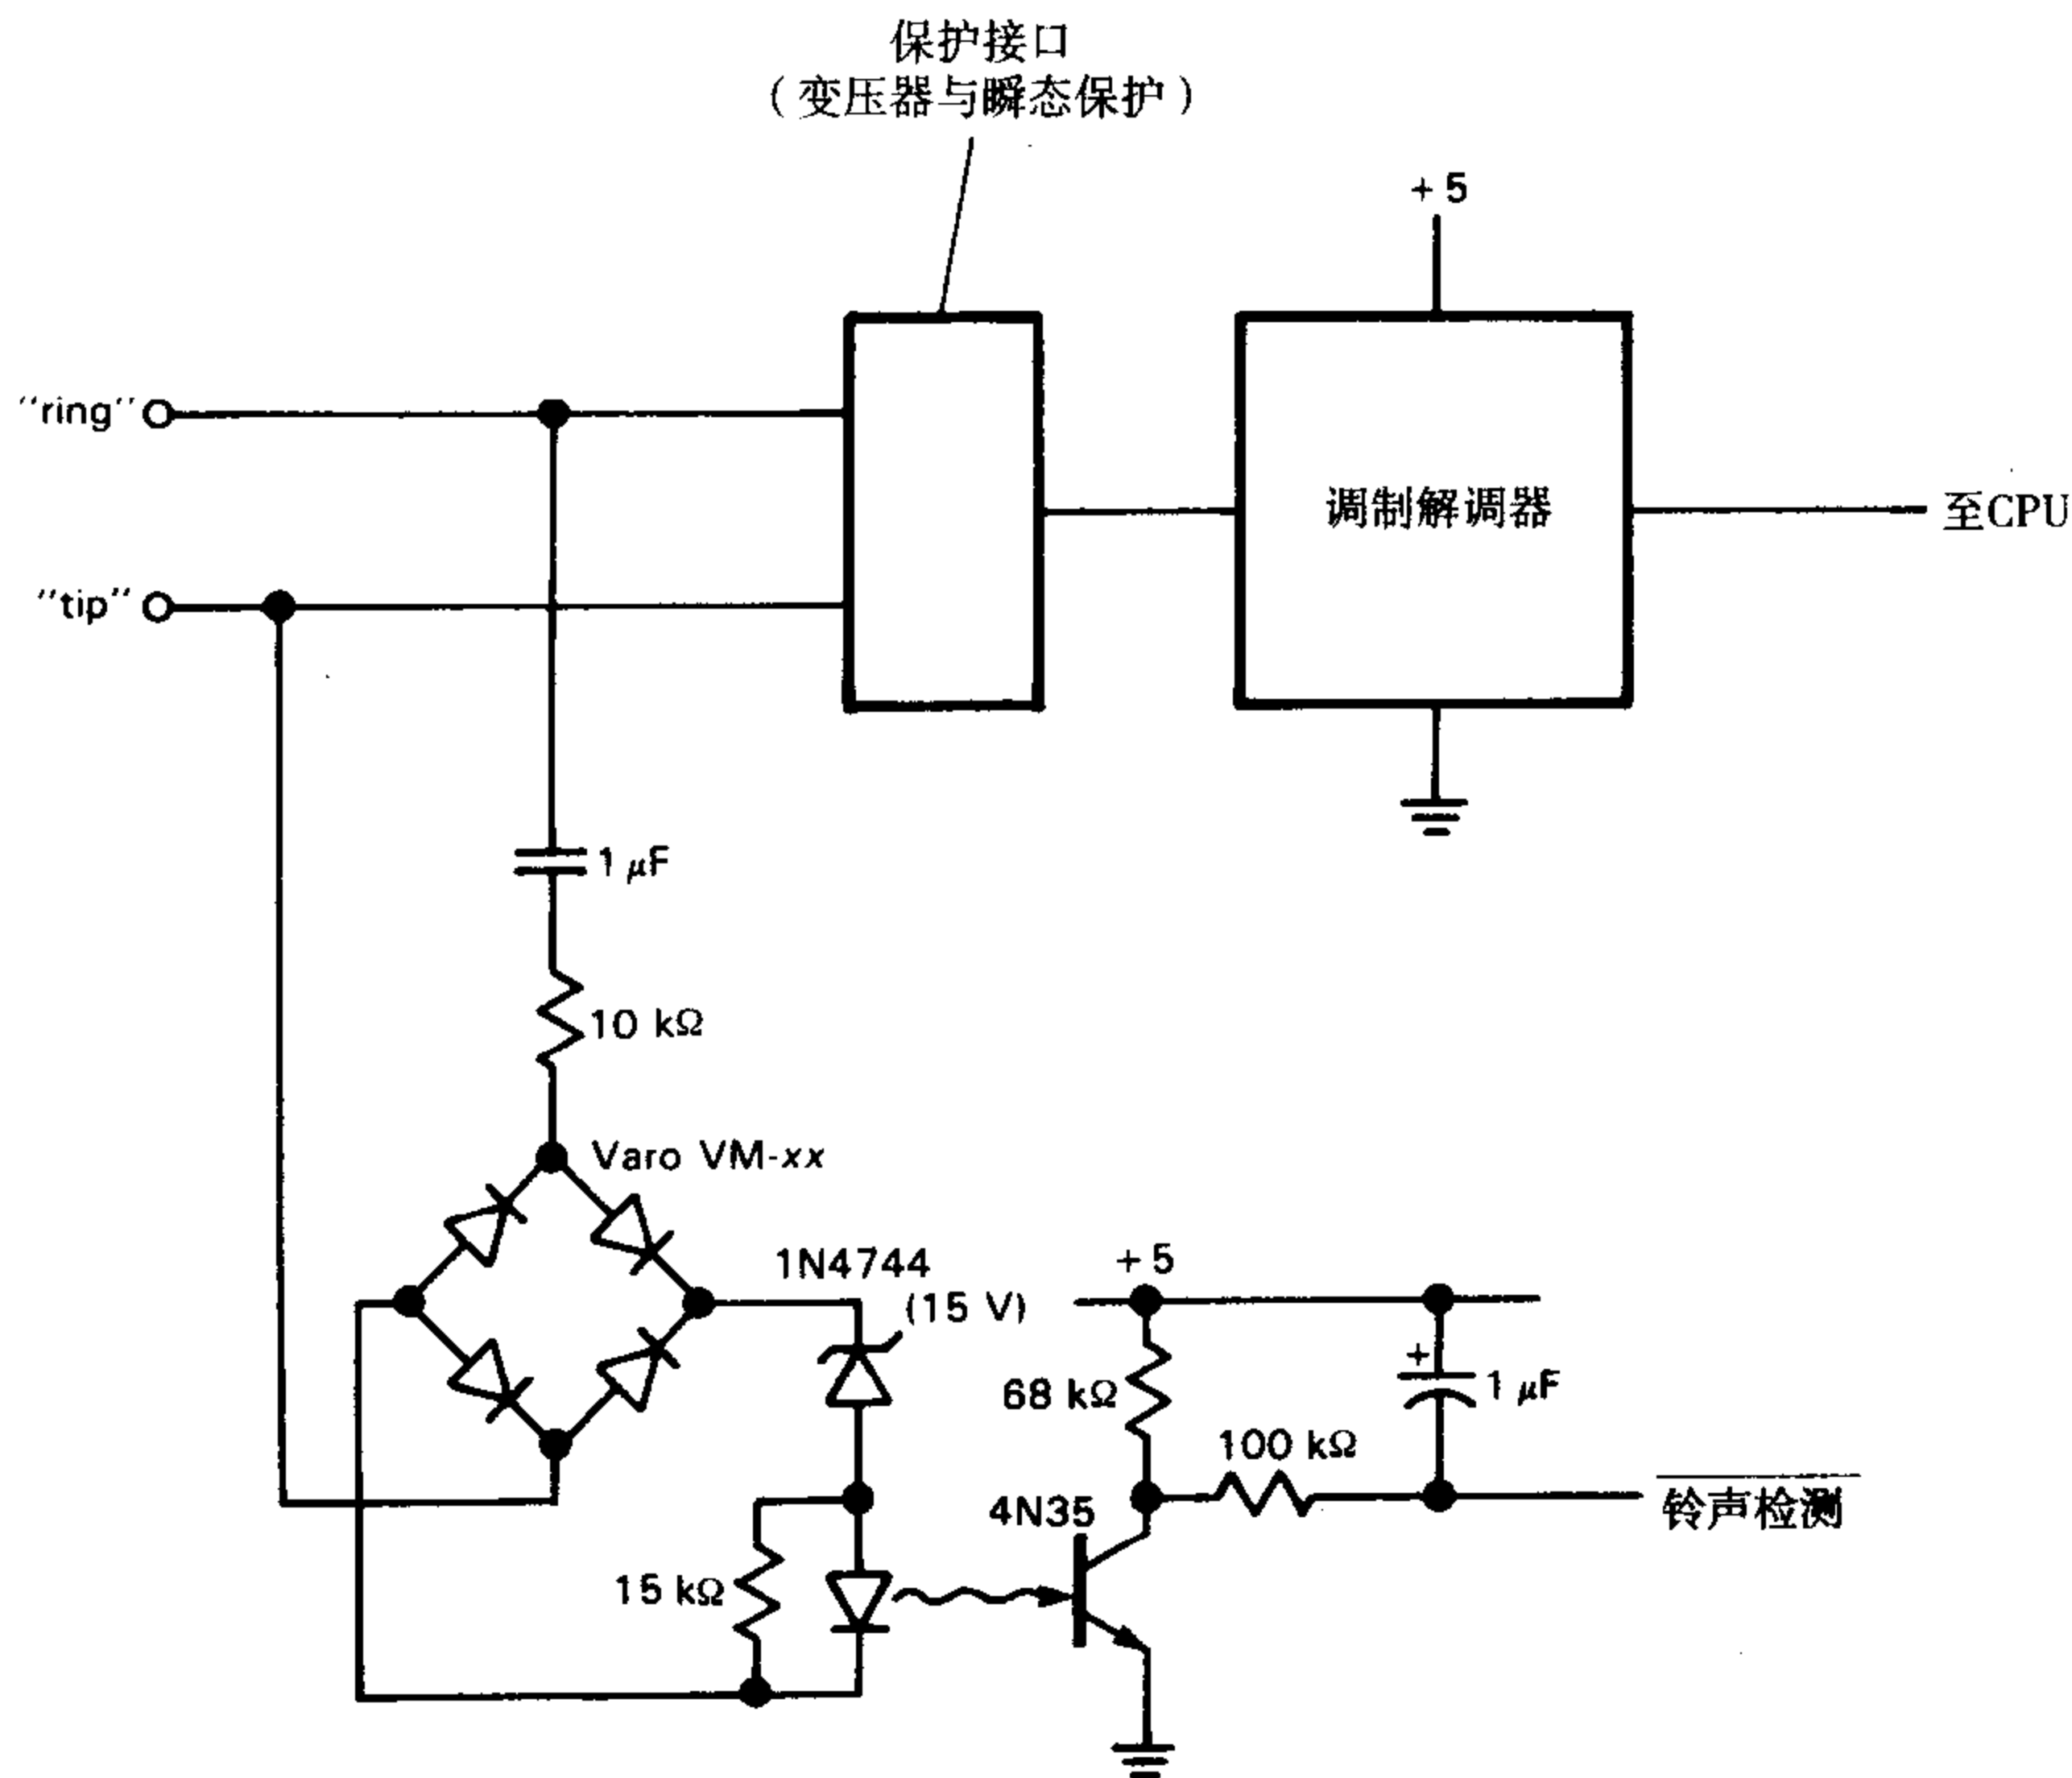 保护接口
(变压器与瞬态保护)
+5
"ring"
"tip"
调制解调器
至CPU
1 μF
10 kΩ
Varo VM-xx
1N4744
(15 V)
+5
68 kΩ
+
1 μF
100 kΩ
4N35
铃声检测
15 kΩ